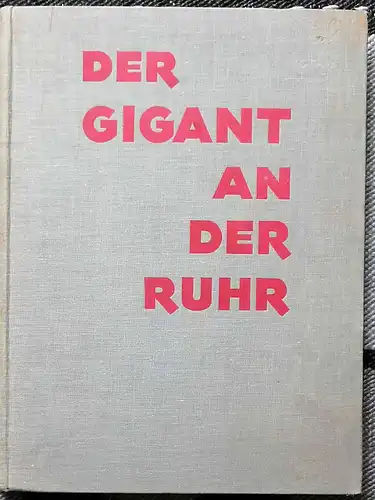 DER
GIGANT
AN
DER
RUHR